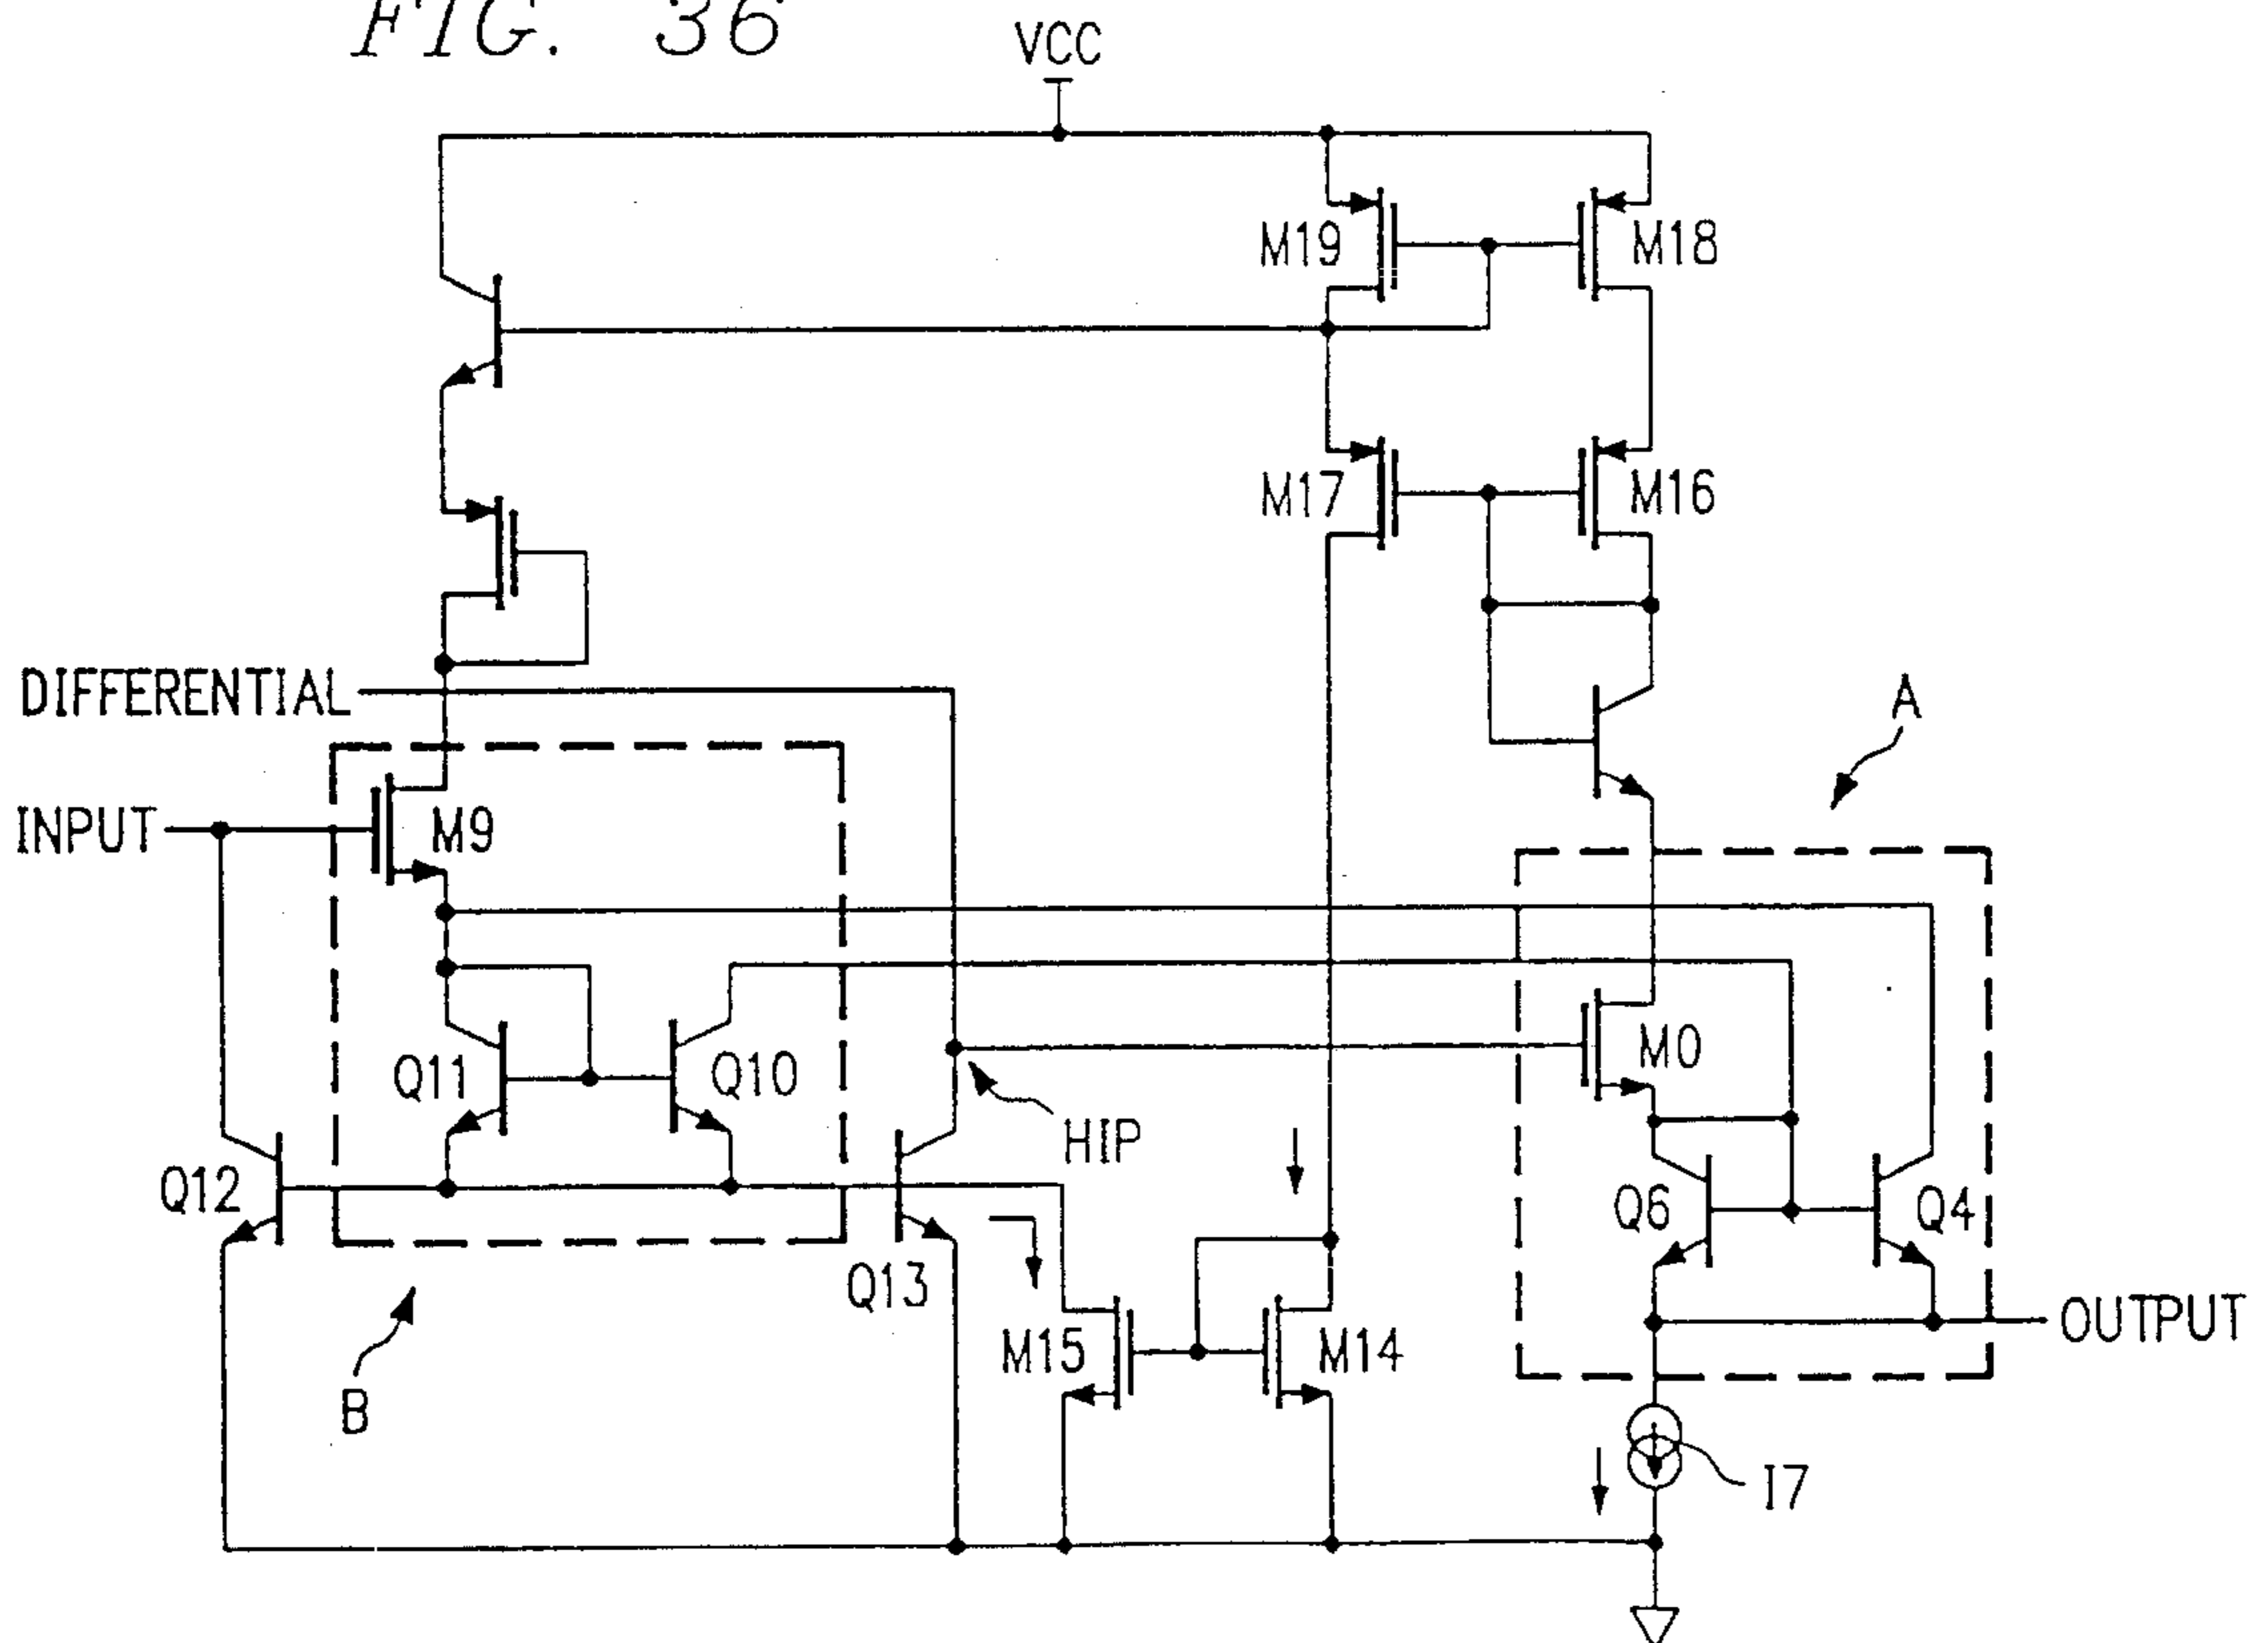 FIG. 36
VCC
M19
M18
M17
M16
DIFFERENTIAL
A
INPUT
M9
M0
Q11
Q10
HIP
Q12
Q6
Q4
Q13
OUTPUT
M15
M14
B
I7